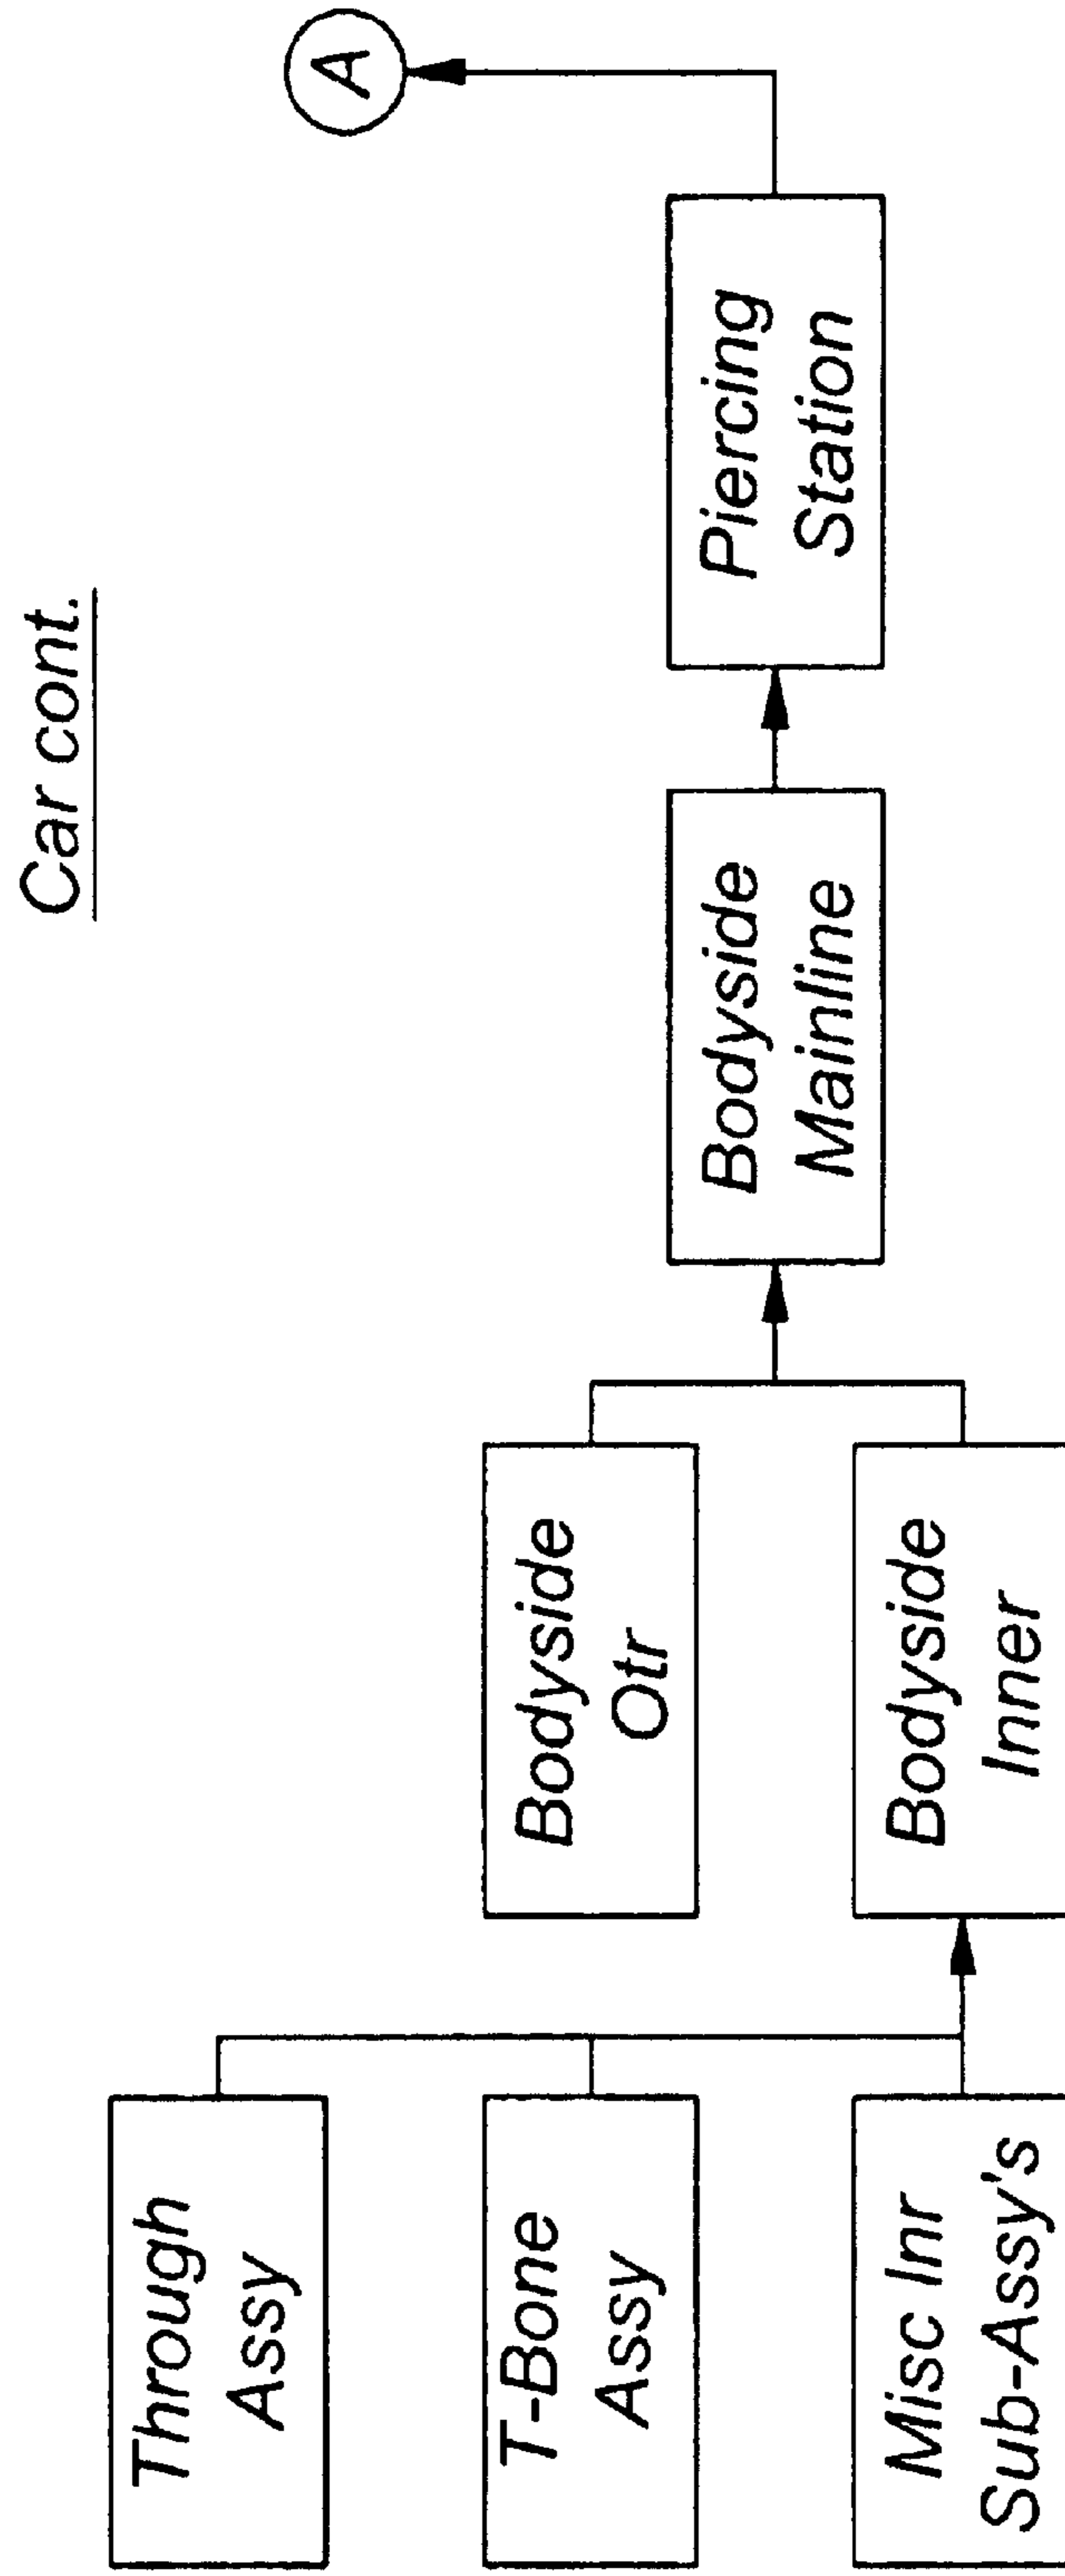 Car cont.
A
Through
Assy
T-Bone
Assy
Misc Inr
Sub-Assy's
Bodyside
Otr
Bodyside
Inner
Bodyside
Mainline
Piercing
Station